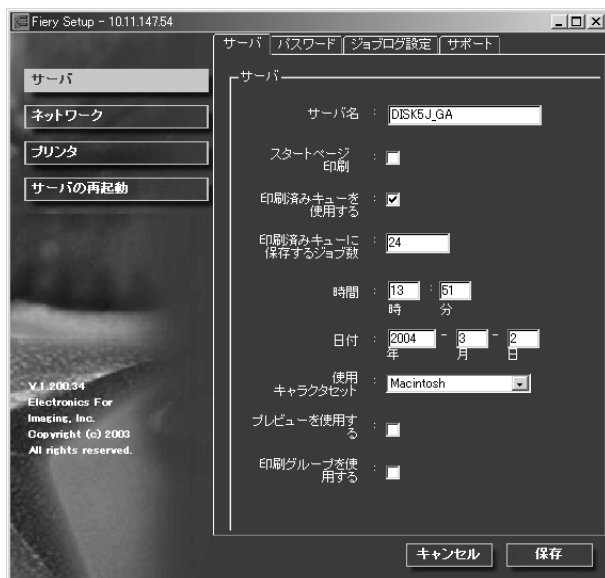 Fiery Setup - 10.11.147.54
サーバ パスワード ジョブログ設定 サポート
サーバ
ネットワーク
プリンタ
サーバの再起動
V.1.200.34
Electronics For
Imaging, Inc.
Copyright (c) 2003
All rights reserved.
サーバ
サーバ名 : DISK5J_GA
スタートページ
印刷 :
印刷済みキューを
使用する :
印刷済みキューに
保存するジョブ数 : 24
時間 : 13 : 51
時 分
日付 : 2004 - 3 - 2
年 月 日
使用
キャラクタセット : Macintosh
プレビューを使用す
る :
印刷グループを使
用する :
キャンセル 保存